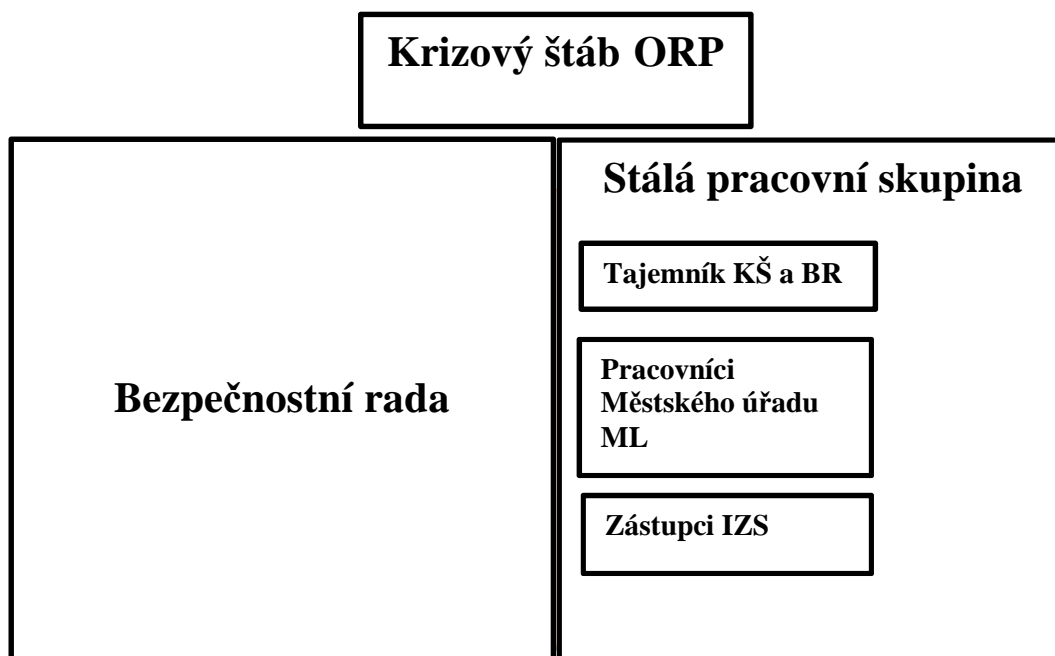 Krizový štáb ORP
Bezpečnostní rada
Stálá pracovní skupina
Tajemník KŠ a BR
Pracovníci
Městského úřadu
ML
Zástupci IZS